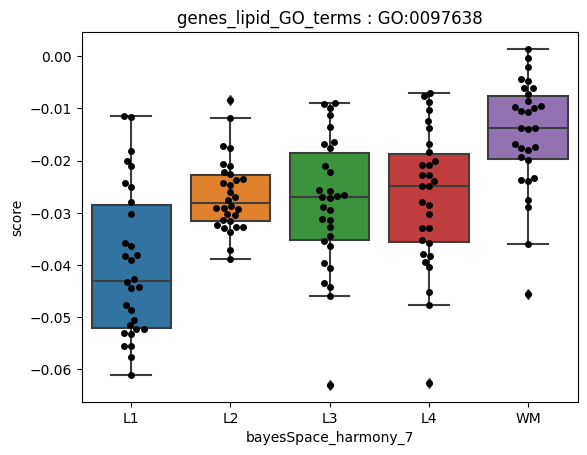 genes_lipid_GO_terms : GO:0097638
0.00
−0.01
−0.02
−0.03
−0.04
−0.05
−0.06
score
L1 L2 L3 L4 WM
bayesSpace_harmony_7